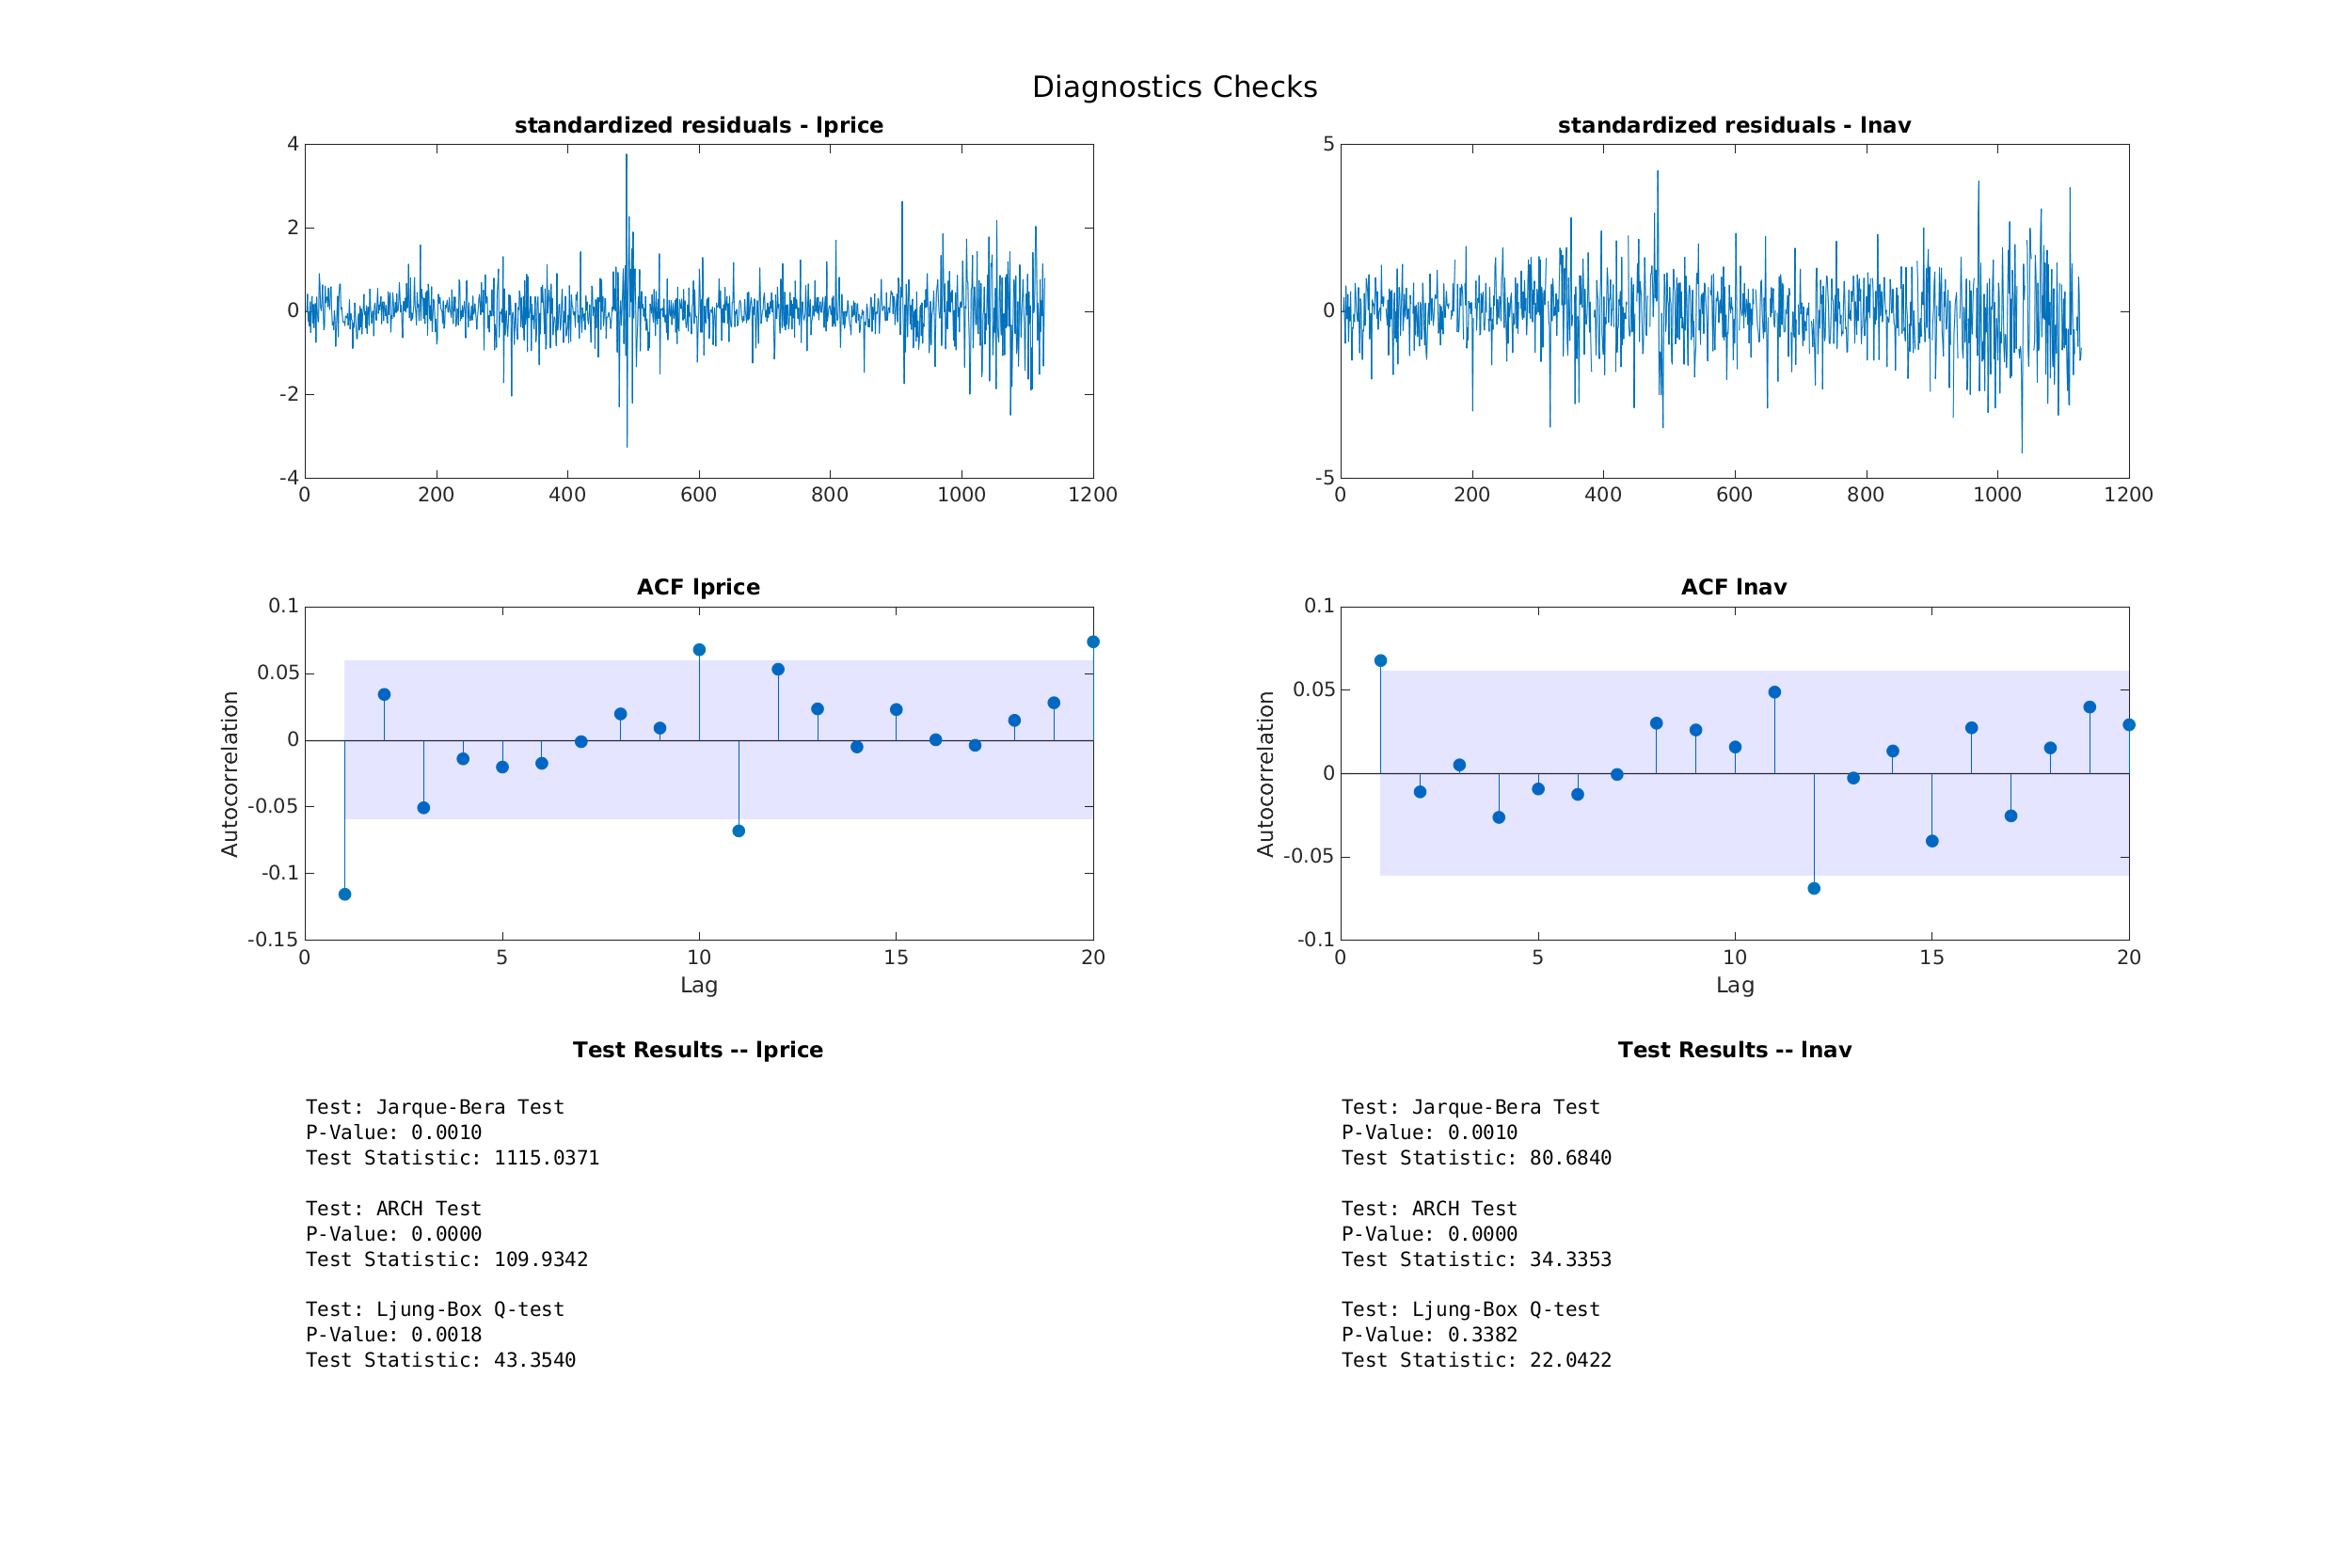 Diagnostics Checks
standardized residuals - lprice
4
2
0
-2
-4
0 200 400 600 800 1000 1200
standardized residuals - lnav
5
0
-5
0 200 400 600 800 1000 1200
ACF lprice
Autocorrelation
0.1
0.05
0
-0.05
-0.1
-0.15
0 5 10 15 20
Lag
ACF lnav
Autocorrelation
0.1
0.05
0
-0.05
-0.1
0 5 10 15 20
Lag
Test Results -- lprice
Test: Jarque-Bera Test
P-Value: 0.0010
Test Statistic: 1115.0371
Test: ARCH Test
P-Value: 0.0000
Test Statistic: 109.9342
Test: Ljung-Box Q-test
P-Value: 0.0018
Test Statistic: 43.3540
Test Results -- lnav
Test: Jarque-Bera Test
P-Value: 0.0010
Test Statistic: 80.6840
Test: ARCH Test
P-Value: 0.0000
Test Statistic: 34.3353
Test: Ljung-Box Q-test
P-Value: 0.3382
Test Statistic: 22.0422